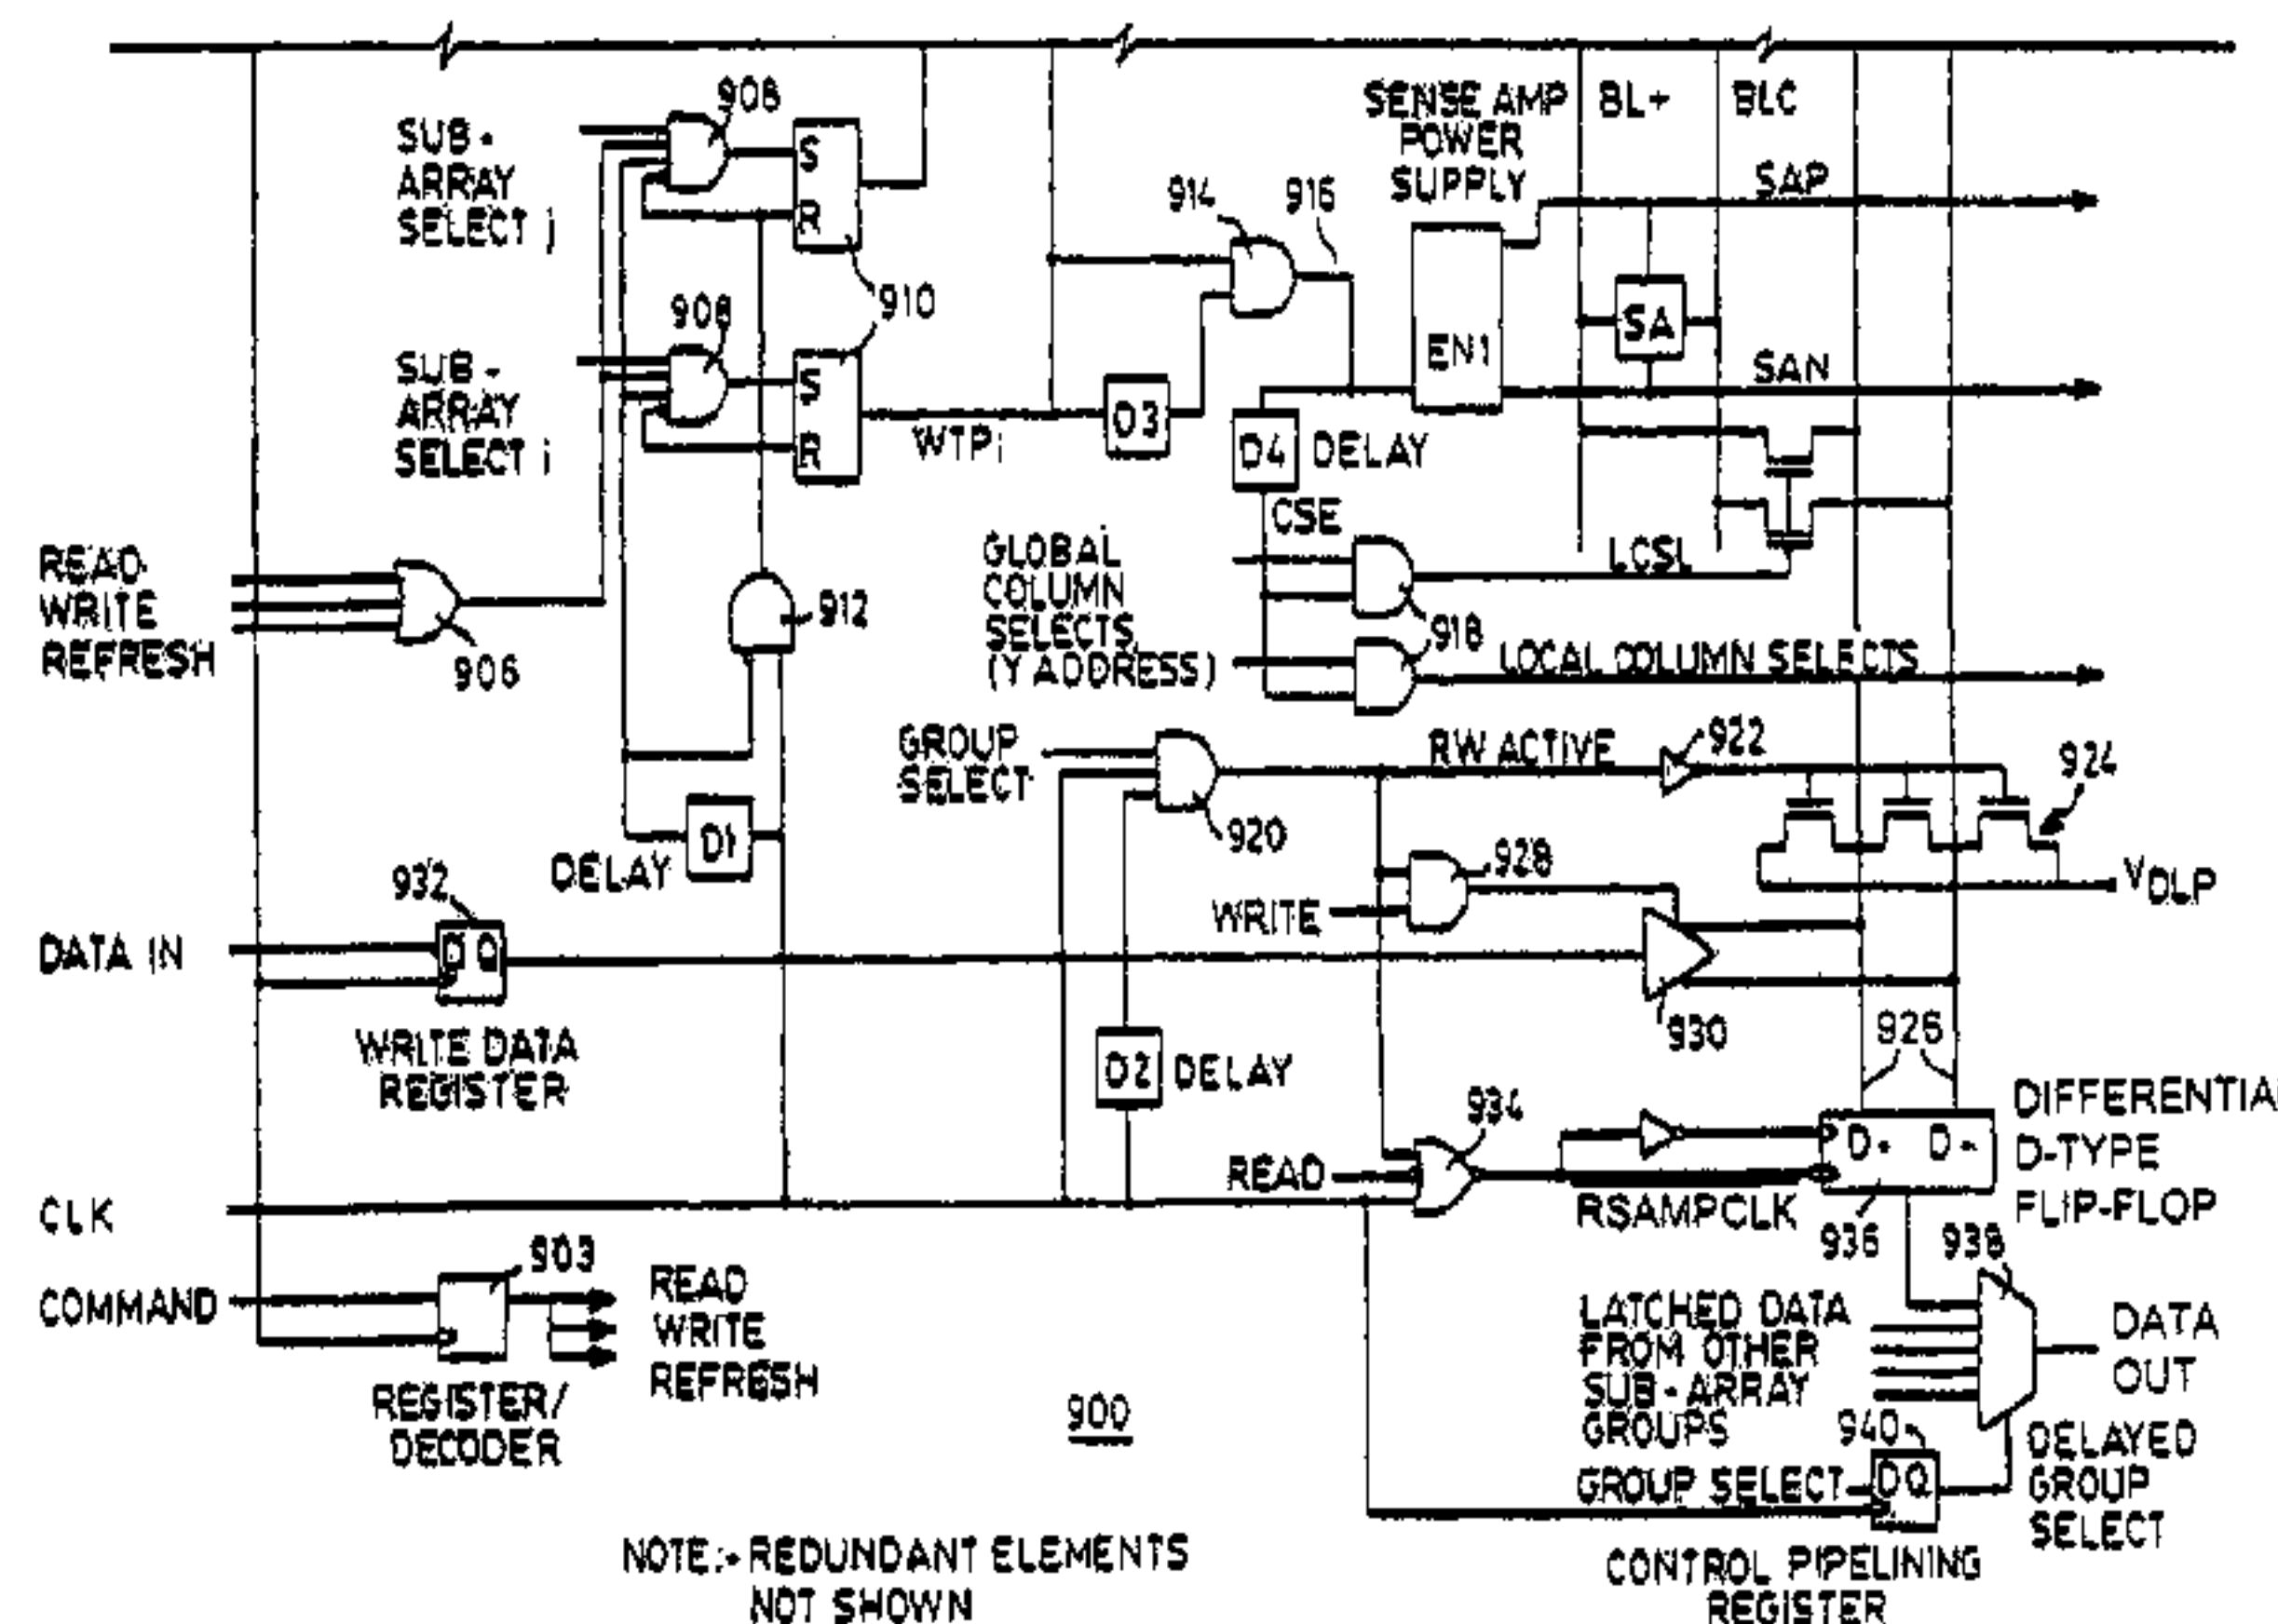 908
SUB-
ARRAY
SELECT j
S
R
910
908
SUB-
ARRAY
SELECT i
S
R
WTPi
D3
914
916
SENSE AMP
POWER
SUPPLY
EN1
BL+
BLC
SAP
SA
SAN
D4
DELAY
CSE
LCSL
GLOBAL
COLUMN
SELECTS
(Y ADDRESS)
918
LOCAL COLUMN SELECTS
READ
WRITE
REFRESH
906
912
GROUP
SELECT
920
RW ACTIVE
922
924
VDLP
D1
DELAY
928
WRITE
930
926
932
DATA IN
D Q
WRITE DATA
REGISTER
D2
DELAY
934
READ
RSAMPCLK
D+ D-
936
DIFFERENTIA
D-TYPE
FLIP-FLOP
CLK
COMMAND
903
READ
WRITE
REFRESH
REGISTER/
DECODER
900
938
LATCHED DATA
FROM OTHER
SUB-ARRAY
GROUPS
DATA
OUT
940
GROUP SELECT
D Q
DELAYED
GROUP
SELECT
CONTROL PIPELINING
REGISTER
NOTE:- REDUNDANT ELEMENTS
NOT SHOWN